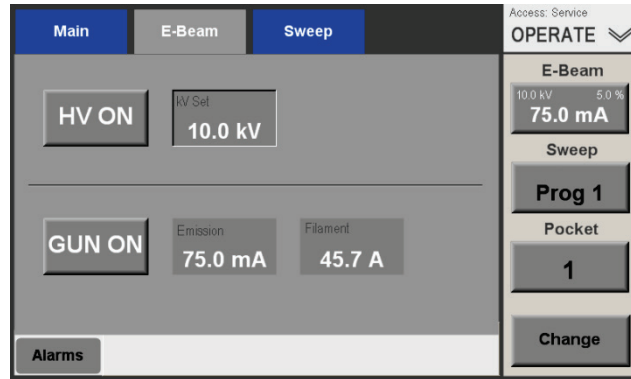 Main
E-Beam
Sweep
HV ON
kV Set
10.0 kV
GUN ON
Emission
75.0 mA
Filament
45.7 A
Alarms
Access: Service
OPERATE
E-Beam
10.0 kV 5.0 %
75.0 mA
Sweep
Prog 1
Pocket
1
Change